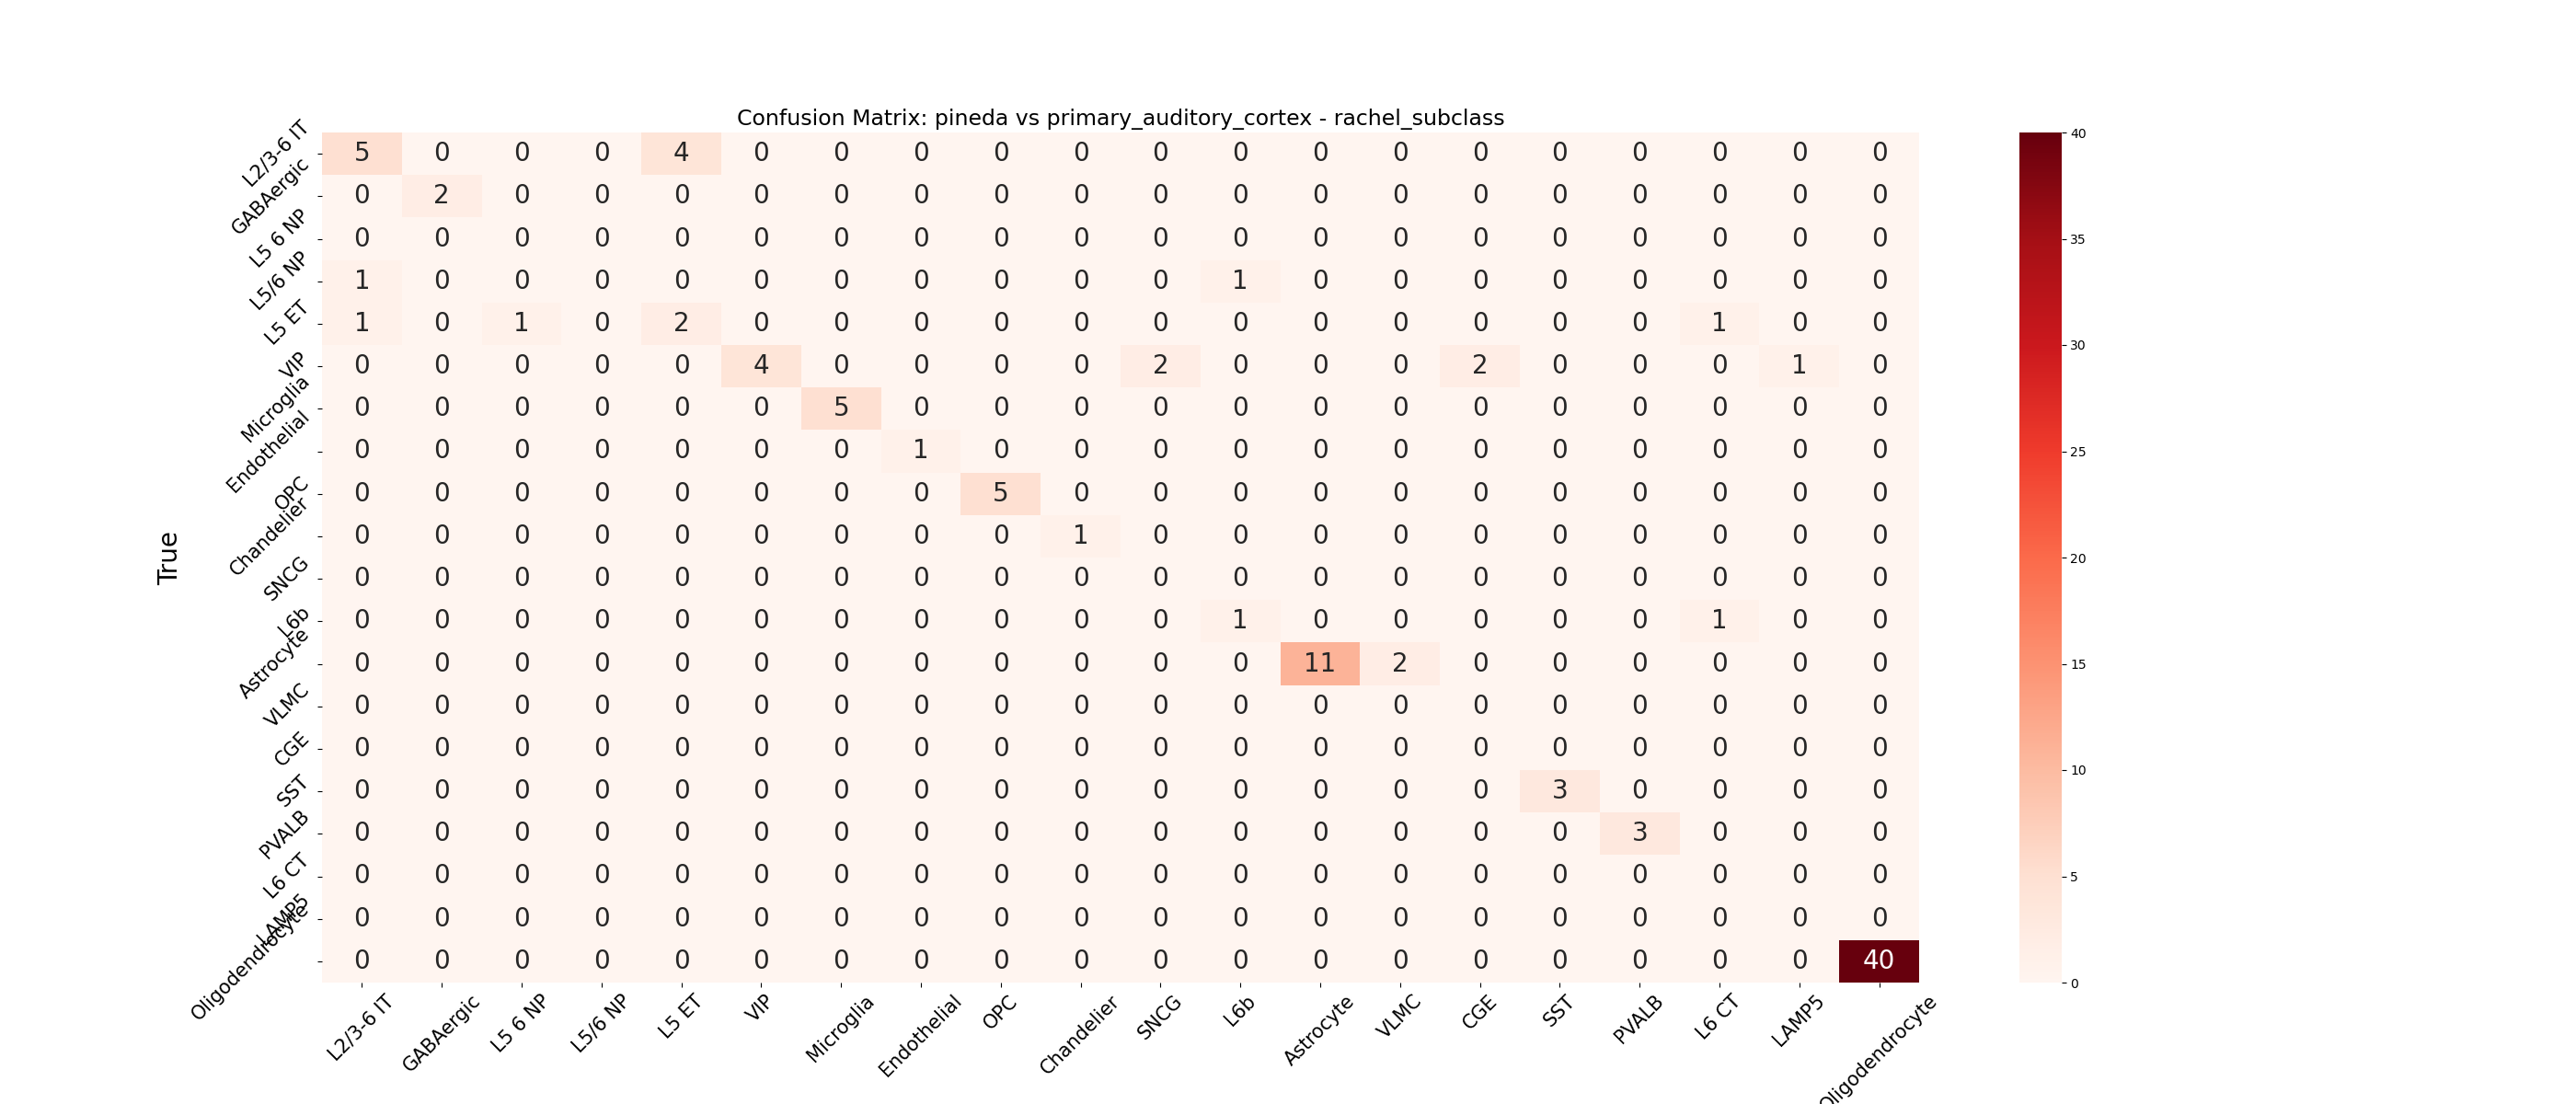 Confusion Matrix: pineda vs primary_auditory_cortex - rachel_subclass
True
L2/3-6 IT 5 0 0 0 4 0 0 0 0 0 0 0 0 0 0 0 0 0 0 0
GABAergic 0 2 0 0 0 0 0 0 0 0 0 0 0 0 0 0 0 0 0 0
L5 6 NP 0 0 0 0 0 0 0 0 0 0 0 0 0 0 0 0 0 0 0 0
L5/6 NP 1 0 0 0 0 0 0 0 0 0 0 1 0 0 0 0 0 0 0 0
L5 ET 1 0 1 0 2 0 0 0 0 0 0 0 0 0 0 0 0 1 0 0
VIP 0 0 0 0 0 4 0 0 0 0 2 0 0 0 2 0 0 0 1 0
Microglia 0 0 0 0 0 0 5 0 0 0 0 0 0 0 0 0 0 0 0 0
Endothelial 0 0 0 0 0 0 0 1 0 0 0 0 0 0 0 0 0 0 0 0
OPC 0 0 0 0 0 0 0 0 5 0 0 0 0 0 0 0 0 0 0 0
Chandelier 0 0 0 0 0 0 0 0 0 1 0 0 0 0 0 0 0 0 0 0
SNCG 0 0 0 0 0 0 0 0 0 0 0 0 0 0 0 0 0 0 0 0
L6b 0 0 0 0 0 0 0 0 0 0 0 1 0 0 0 0 0 1 0 0
Astrocyte 0 0 0 0 0 0 0 0 0 0 0 0 11 2 0 0 0 0 0 0
VLMC 0 0 0 0 0 0 0 0 0 0 0 0 0 0 0 0 0 0 0 0
CGE 0 0 0 0 0 0 0 0 0 0 0 0 0 0 0 0 0 0 0 0
SST 0 0 0 0 0 0 0 0 0 0 0 0 0 0 0 3 0 0 0 0
PVALB 0 0 0 0 0 0 0 0 0 0 0 0 0 0 0 0 3 0 0 0
L6 CT 0 0 0 0 0 0 0 0 0 0 0 0 0 0 0 0 0 0 0 0
LAMP5 0 0 0 0 0 0 0 0 0 0 0 0 0 0 0 0 0 0 0 0
Oligodendrocyte 0 0 0 0 0 0 0 0 0 0 0 0 0 0 0 0 0 0 0 40
L2/3-6 IT GABAergic L5 6 NP L5/6 NP L5 ET VIP Microglia Endothelial OPC Chandelier SNCG L6b Astrocyte VLMC CGE SST PVALB L6 CT LAMP5 Oligodendrocyte
40
35
30
25
20
15
10
5
0